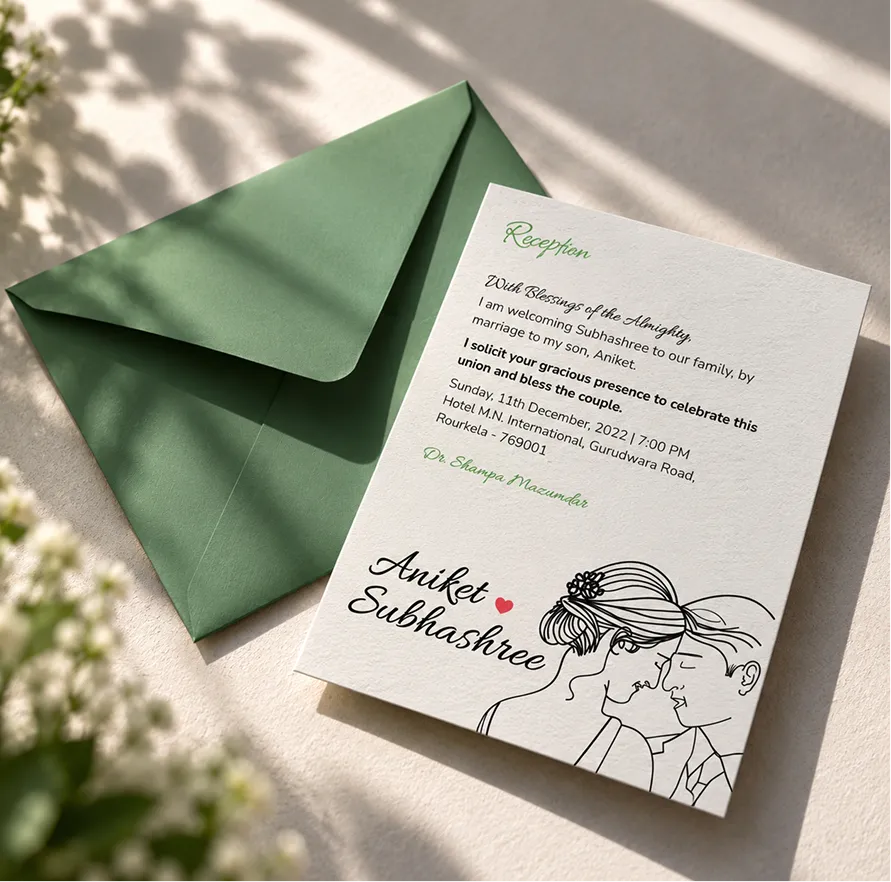 Reception
With Blessings of the Almighty,
I am welcoming Subhashree to our family, by
marriage to my son, Aniket.
I solicit your gracious presence to celebrate this
union and bless the couple.
Sunday, 11th December, 2022 | 7:00 PM
Hotel M.N. International, Gurudwara Road,
Rourkela - 769001
Dr. Shampa Mazumdar
Aniket
Subhashree